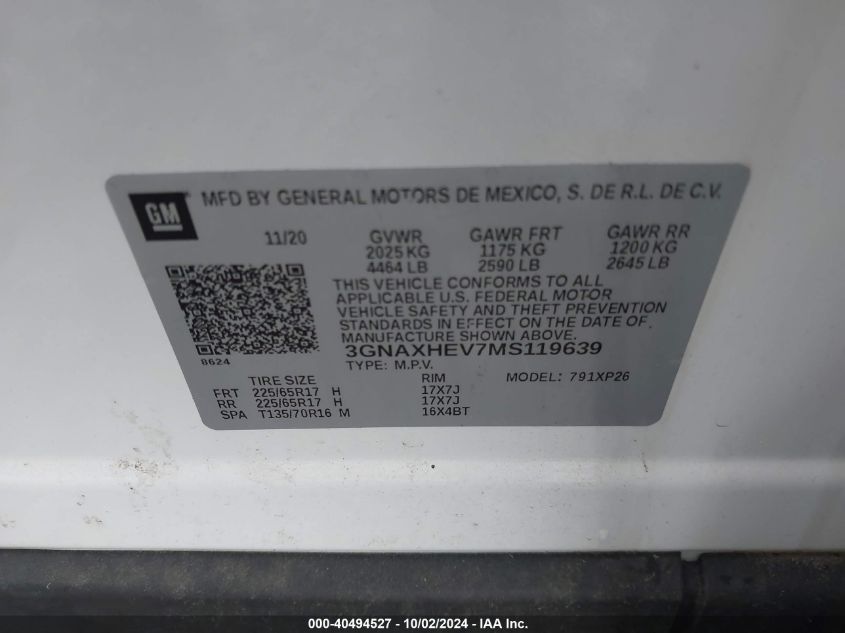 GM MFD BY GENERAL MOTORS DE MEXICO, S. DE R.L. DE C.V.
11/20 GVWR GAWR FRT GAWR RR
2025 KG 1175 KG 1200 KG
4464 LB 2590 LB 2645 LB
THIS VEHICLE CONFORMS TO ALL
APPLICABLE U.S. FEDERAL MOTOR
VEHICLE SAFETY AND THEFT PREVENTION
STANDARDS IN EFFECT ON THE DATE OF
MANUFACTURE SHOWN ABOVE.
8624 3GNAXHEV7MS119639
TYPE: M.P.V. MODEL: 791XP26
TIRE SIZE RIM
FRT 225/65R17 H 17X7J
RR 225/65R17 H 17X7J
SPA T135/70R16 M 16X4BT
000-40494527 - 10/02/2024 - IAA Inc.